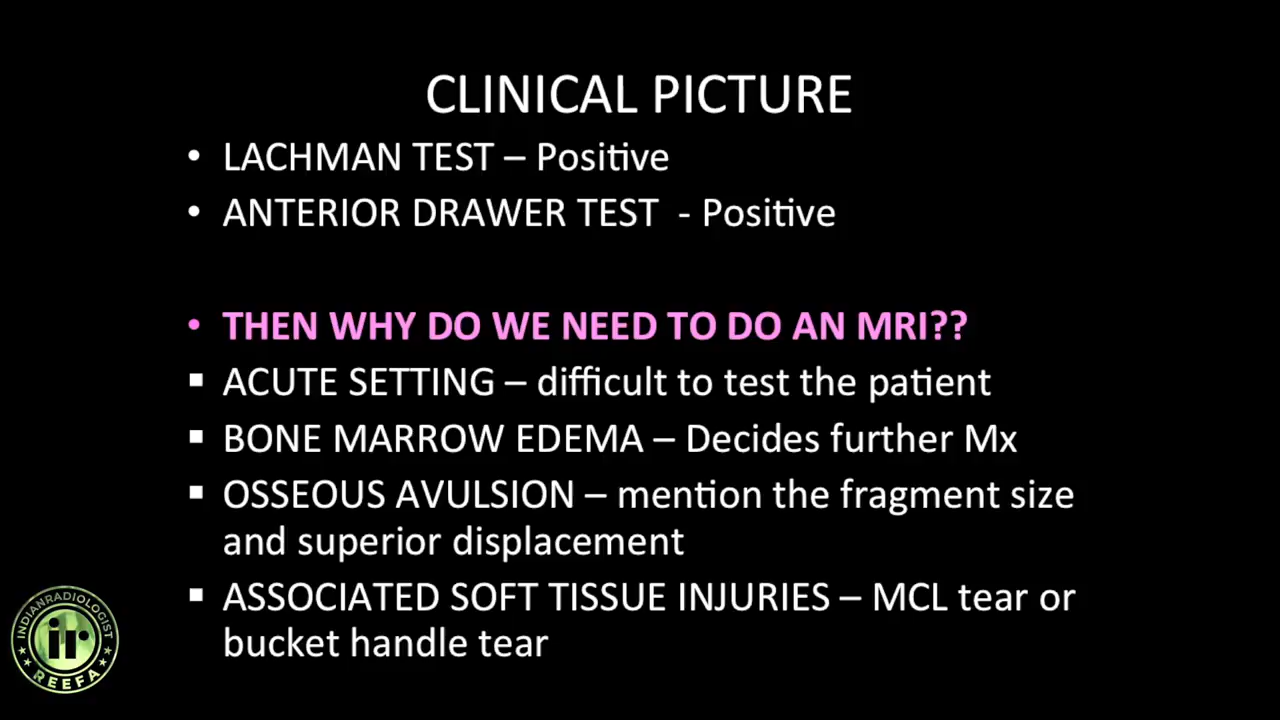 CLINICAL PICTURE
• LACHMAN TEST – Positive
• ANTERIOR DRAWER TEST - Positive
• THEN WHY DO WE NEED TO DO AN MRI??
▪ ACUTE SETTING – difficult to test the patient
▪ BONE MARROW EDEMA – Decides further Mx
▪ OSSEOUS AVULSION – mention the fragment size
and superior displacement
▪ ASSOCIATED SOFT TISSUE INJURIES – MCL tear or
bucket handle tear
INDIANRADIOLOGIST
ir
REEFA